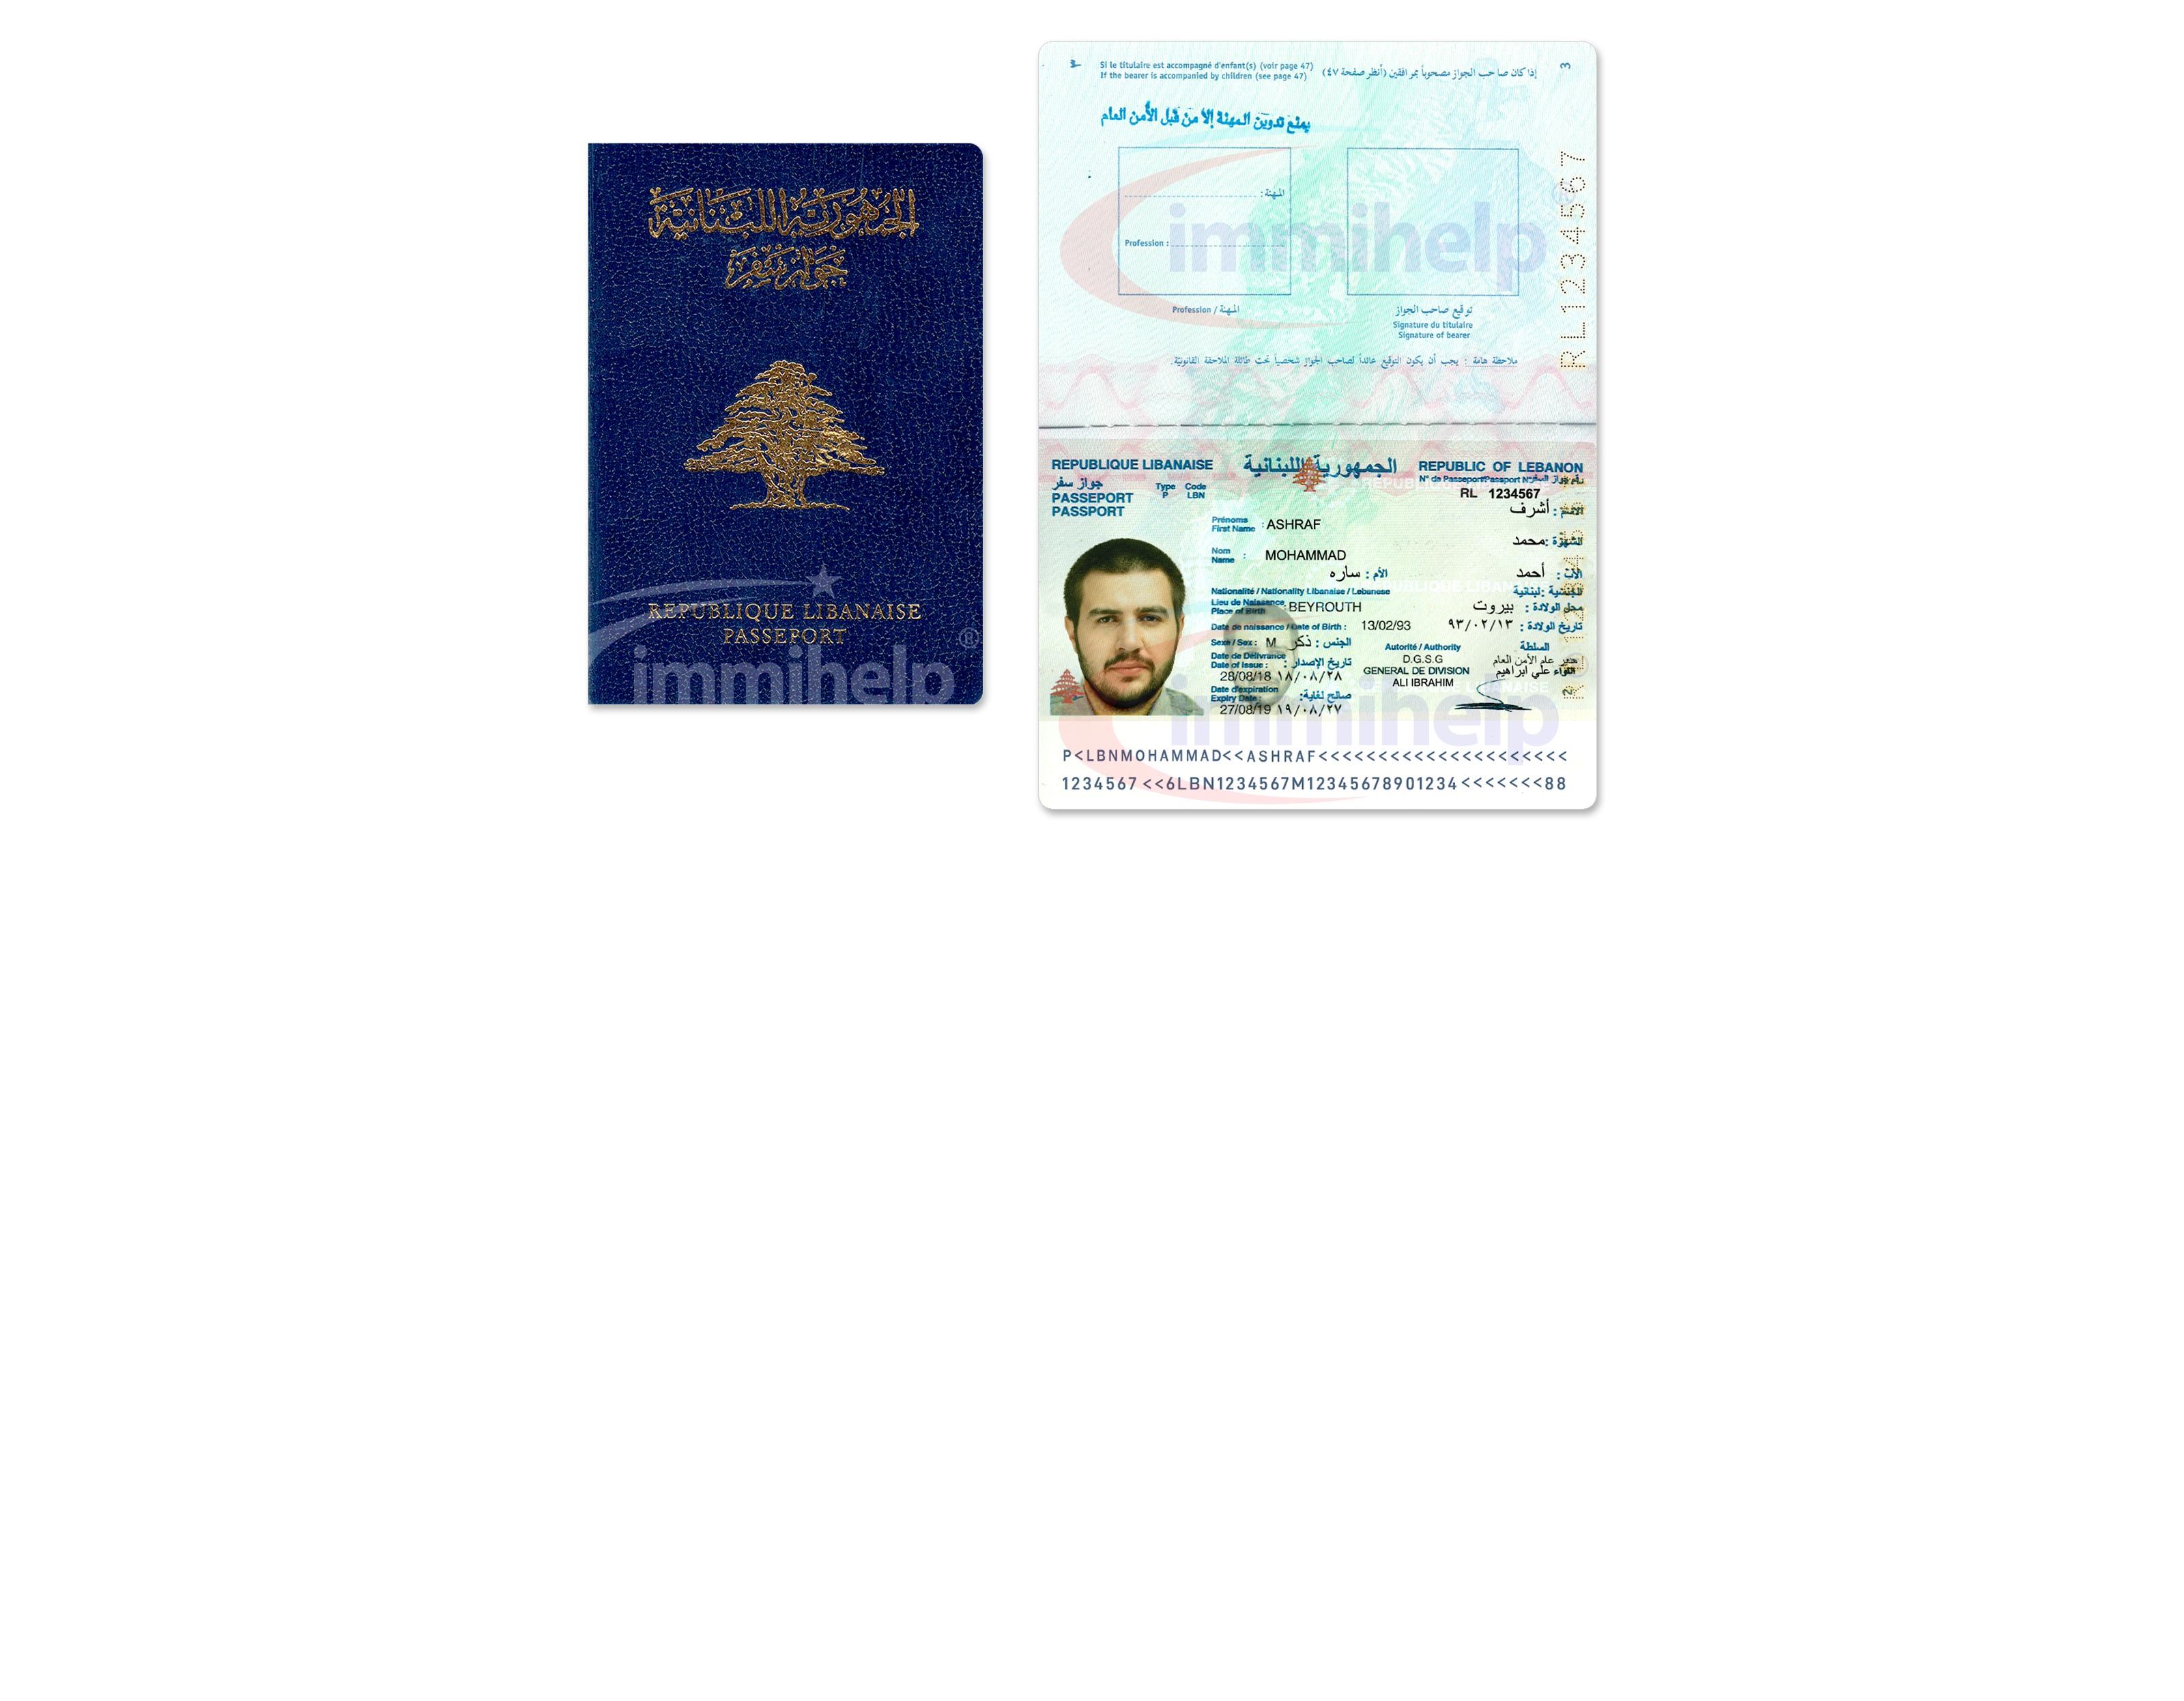 الجمهورية اللبنانية
جواز سفر
REPUBLIQUE LIBANAISE
PASSEPORT
immihelp
®
Si le titulaire est accompagné d'enfant(s) (voir page 47)
If the bearer is accompanied by children (see page 47)
إذا كان صاحب الجواز مصحوباً بمرافقين (أنظر صفحة ٤٧)
3
يمنع تدوين المهنة إلا من قبل الأمن العام
المهنة :
Profession :
immihelp
Profession / المهنة
توقيع صاحب الجواز
Signature du titulaire
Signature of bearer
ملاحظة هامة : يجب أن يكون التوقيع عائداً لصاحب الجواز شخصياً تحت طائلة الملاحقة القانونية.
RL1234567
REPUBLIQUE LIBANAISE
الجمهورية اللبنانية
REPUBLIC OF LEBANON
جواز سفر
PASSEPORT
PASSPORT
Type Code
P LBN
N° de Passeport/Passport N°
RL 1234567
الاسم : أشرف
Prénoms
First Name : ASHRAF
الشهرة : محمد
Nom
Name : MOHAMMAD
الأب : أحمد
الأم : ساره
Nationalité / Nationality Libanaise / Lebanese
الجنسية : لبنانية
Lieu de Naissance
Place of Birth BEYROUTH
محل الولادة : بيروت
Date de naissance / Date of Birth : 13/02/93
تاريخ الولادة : ٩٣/٠٢/١٣
Sexe / Sex : M الجنس : ذكر
Autorité / Authority
السلطة
Date de Délivrance
Date of Issue : تاريخ الإصدار :
28/08/18 ١٨/٠٨/٢٨
D.G.S.G
GENERAL DE DIVISION
ALI IBRAHIM
مدير عام الأمن العام
اللواء علي ابراهيم
Date d'expiration
Expiry Date : صالح لغاية:
27/08/19 ١٩/٠٨/٢٧
immihelp
P<LBNMOHAMMAD<<ASHRAF<<<<<<<<<<<<<<<<<<<<<
1234567<<6LBN1234567M12345678901234<<<<<<<88